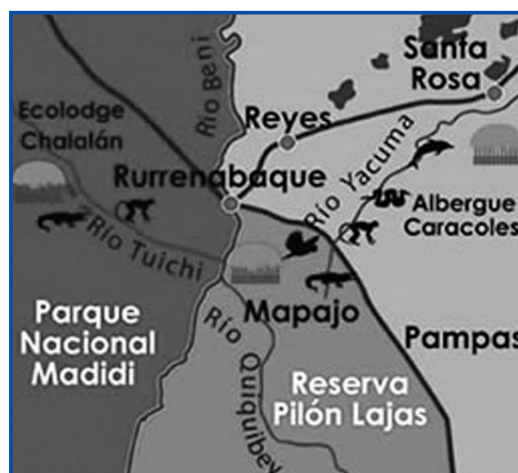 Santa
Rosa
Río Beni
Ecolodge
Chalalán
Reyes
Río Yacuma
Rurrenabaque
Albergue
Caracoles
Río Tuichi
Mapajo
Río
Quinquibey
Parque
Nacional
Madidi
Pampas
Reserva
Pilón Lajas